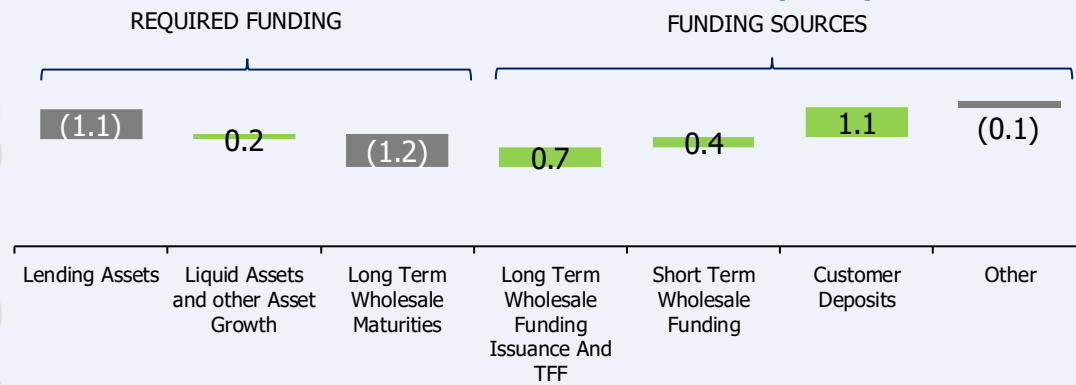 REQUIRED FUNDING
FUNDING SOURCES
(1.1)
0.2
(1.2)
0.7
0.4
1.1
(0.1)
Lending Assets
Liquid Assets
and other Asset
Growth
Long Term
Wholesale
Maturities
Long Term
Wholesale
Funding
Issuance And
TFF
Short Term
Wholesale
Funding
Customer
Deposits
Other